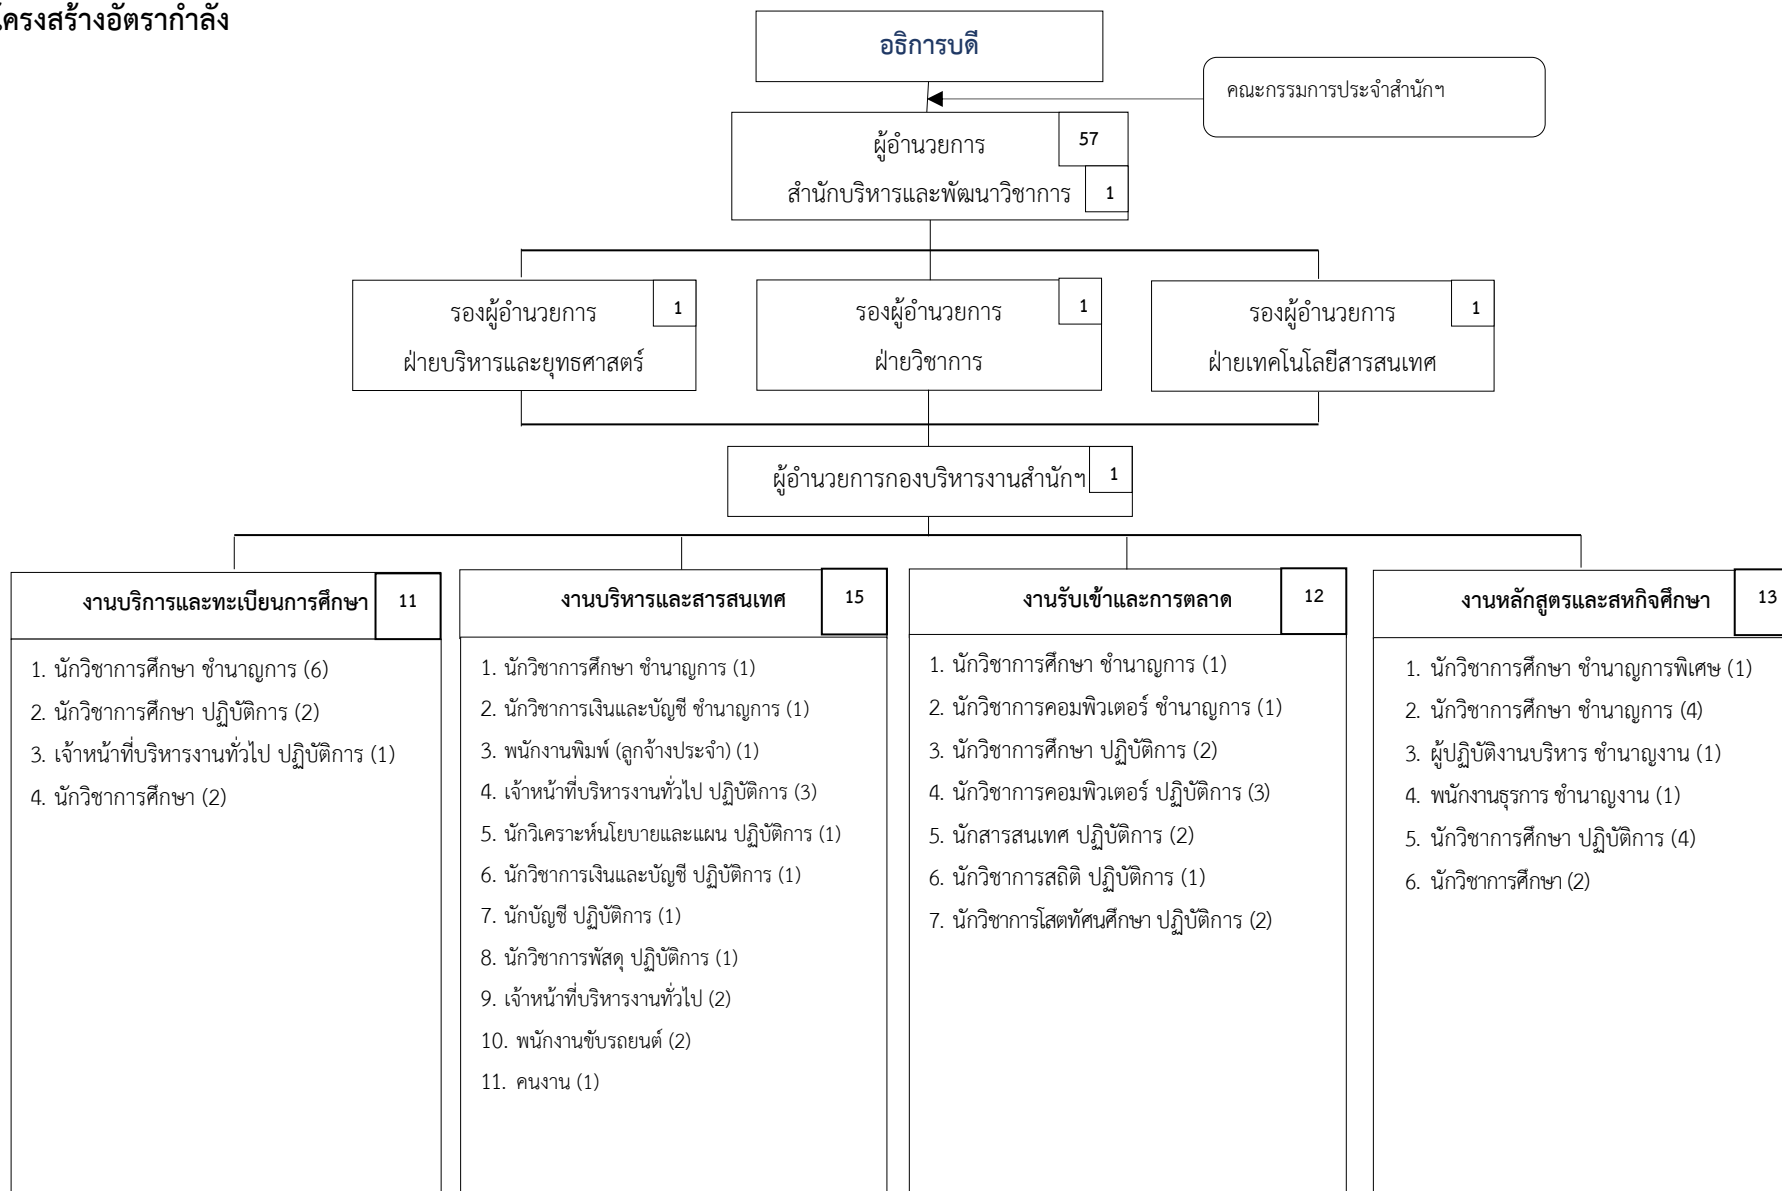 โครงสร้างอัตรากำลัง
อธิการบดี
คณะกรรมการประจำสำนักฯ
ผู้อำนวยการ
57
สำนักบริหารและพัฒนาวิชาการ
1
รองผู้อำนวยการ
1
ฝ่ายบริหารและยุทธศาสตร์
รองผู้อำนวยการ
1
ฝ่ายวิชาการ
รองผู้อำนวยการ
1
ฝ่ายเทคโนโลยีสารสนเทศ
ผู้อำนวยการกองบริหารงานสำนักฯ
1
งานบริการและทะเบียนการศึกษา
11
1. นักวิชาการศึกษา ชำนาญการ (6)
2. นักวิชาการศึกษา ปฏิบัติการ (2)
3. เจ้าหน้าที่บริหารงานทั่วไป ปฏิบัติการ (1)
4. นักวิชาการศึกษา (2)
งานบริหารและสารสนเทศ
15
1. นักวิชาการศึกษา ชำนาญการ (1)
2. นักวิชาการเงินและบัญชี ชำนาญการ (1)
3. พนักงานพิมพ์ (ลูกจ้างประจำ) (1)
4. เจ้าหน้าที่บริหารงานทั่วไป ปฏิบัติการ (3)
5. นักวิเคราะห์นโยบายและแผน ปฏิบัติการ (1)
6. นักวิชาการเงินและบัญชี ปฏิบัติการ (1)
7. นักบัญชี ปฏิบัติการ (1)
8. นักวิชาการพัสดุ ปฏิบัติการ (1)
9. เจ้าหน้าที่บริหารงานทั่วไป (2)
10. พนักงานขับรถยนต์ (2)
11. คนงาน (1)
งานรับเข้าและการตลาด
12
1. นักวิชาการศึกษา ชำนาญการ (1)
2. นักวิชาการคอมพิวเตอร์ ชำนาญการ (1)
3. นักวิชาการศึกษา ปฏิบัติการ (2)
4. นักวิชาการคอมพิวเตอร์ ปฏิบัติการ (3)
5. นักสารสนเทศ ปฏิบัติการ (2)
6. นักวิชาการสถิติ ปฏิบัติการ (1)
7. นักวิชาการโสตทัศนศึกษา ปฏิบัติการ (2)
งานหลักสูตรและสหกิจศึกษา
13
1. นักวิชาการศึกษา ชำนาญการพิเศษ (1)
2. นักวิชาการศึกษา ชำนาญการ (4)
3. ผู้ปฏิบัติงานบริหาร ชำนาญงาน (1)
4. พนักงานธุรการ ชำนาญงาน (1)
5. นักวิชาการศึกษา ปฏิบัติการ (4)
6. นักวิชาการศึกษา (2)